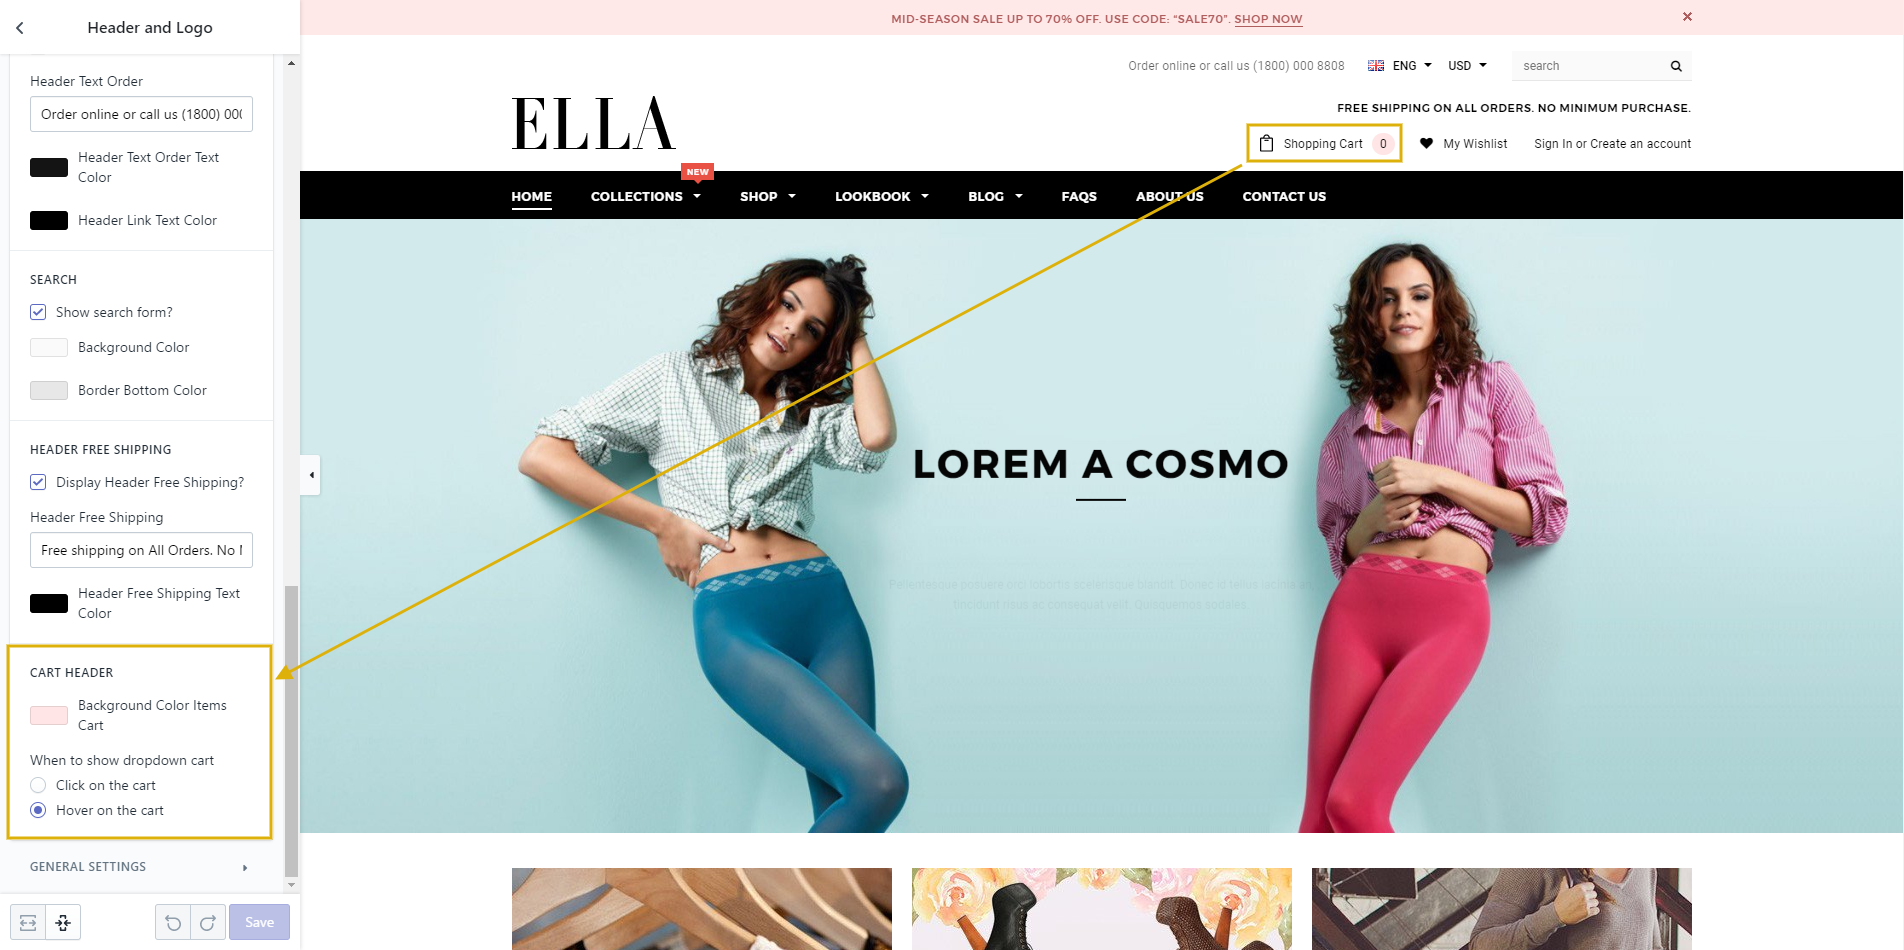 Header and Logo
Header Text Order
Order online or call us (1800) 000
Header Text Order Text
Color
Header Link Text Color
SEARCH
Show search form?
Background Color
Border Bottom Color
HEADER FREE SHIPPING
Display Header Free Shipping?
Header Free Shipping
Free shipping on All Orders. No
Header Free Shipping Text
Color
CART HEADER
Background Color Items
Cart
When to show dropdown cart
Click on the cart
Hover on the cart
GENERAL SETTINGS
Save
MID-SEASON SALE UP TO 70% OFF. USE CODE: “SALE70”. SHOP NOW
Order online or call us (1800) 000 8808 ENG USD search
ELLA
FREE SHIPPING ON ALL ORDERS. NO MINIMUM PURCHASE.
Shopping Cart 0 My Wishlist Sign In or Create an account
NEW
HOME COLLECTIONS SHOP LOOKBOOK BLOG FAQS ABOUT US CONTACT US
LOREM A COSMO